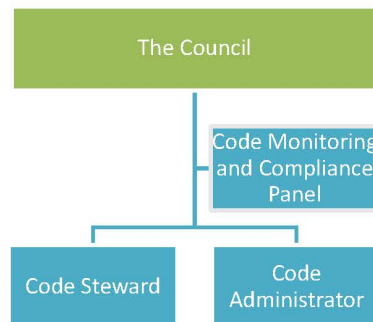 The Council
Code Monitoring
and Compliance
Panel
Code Steward
Code
Administrator